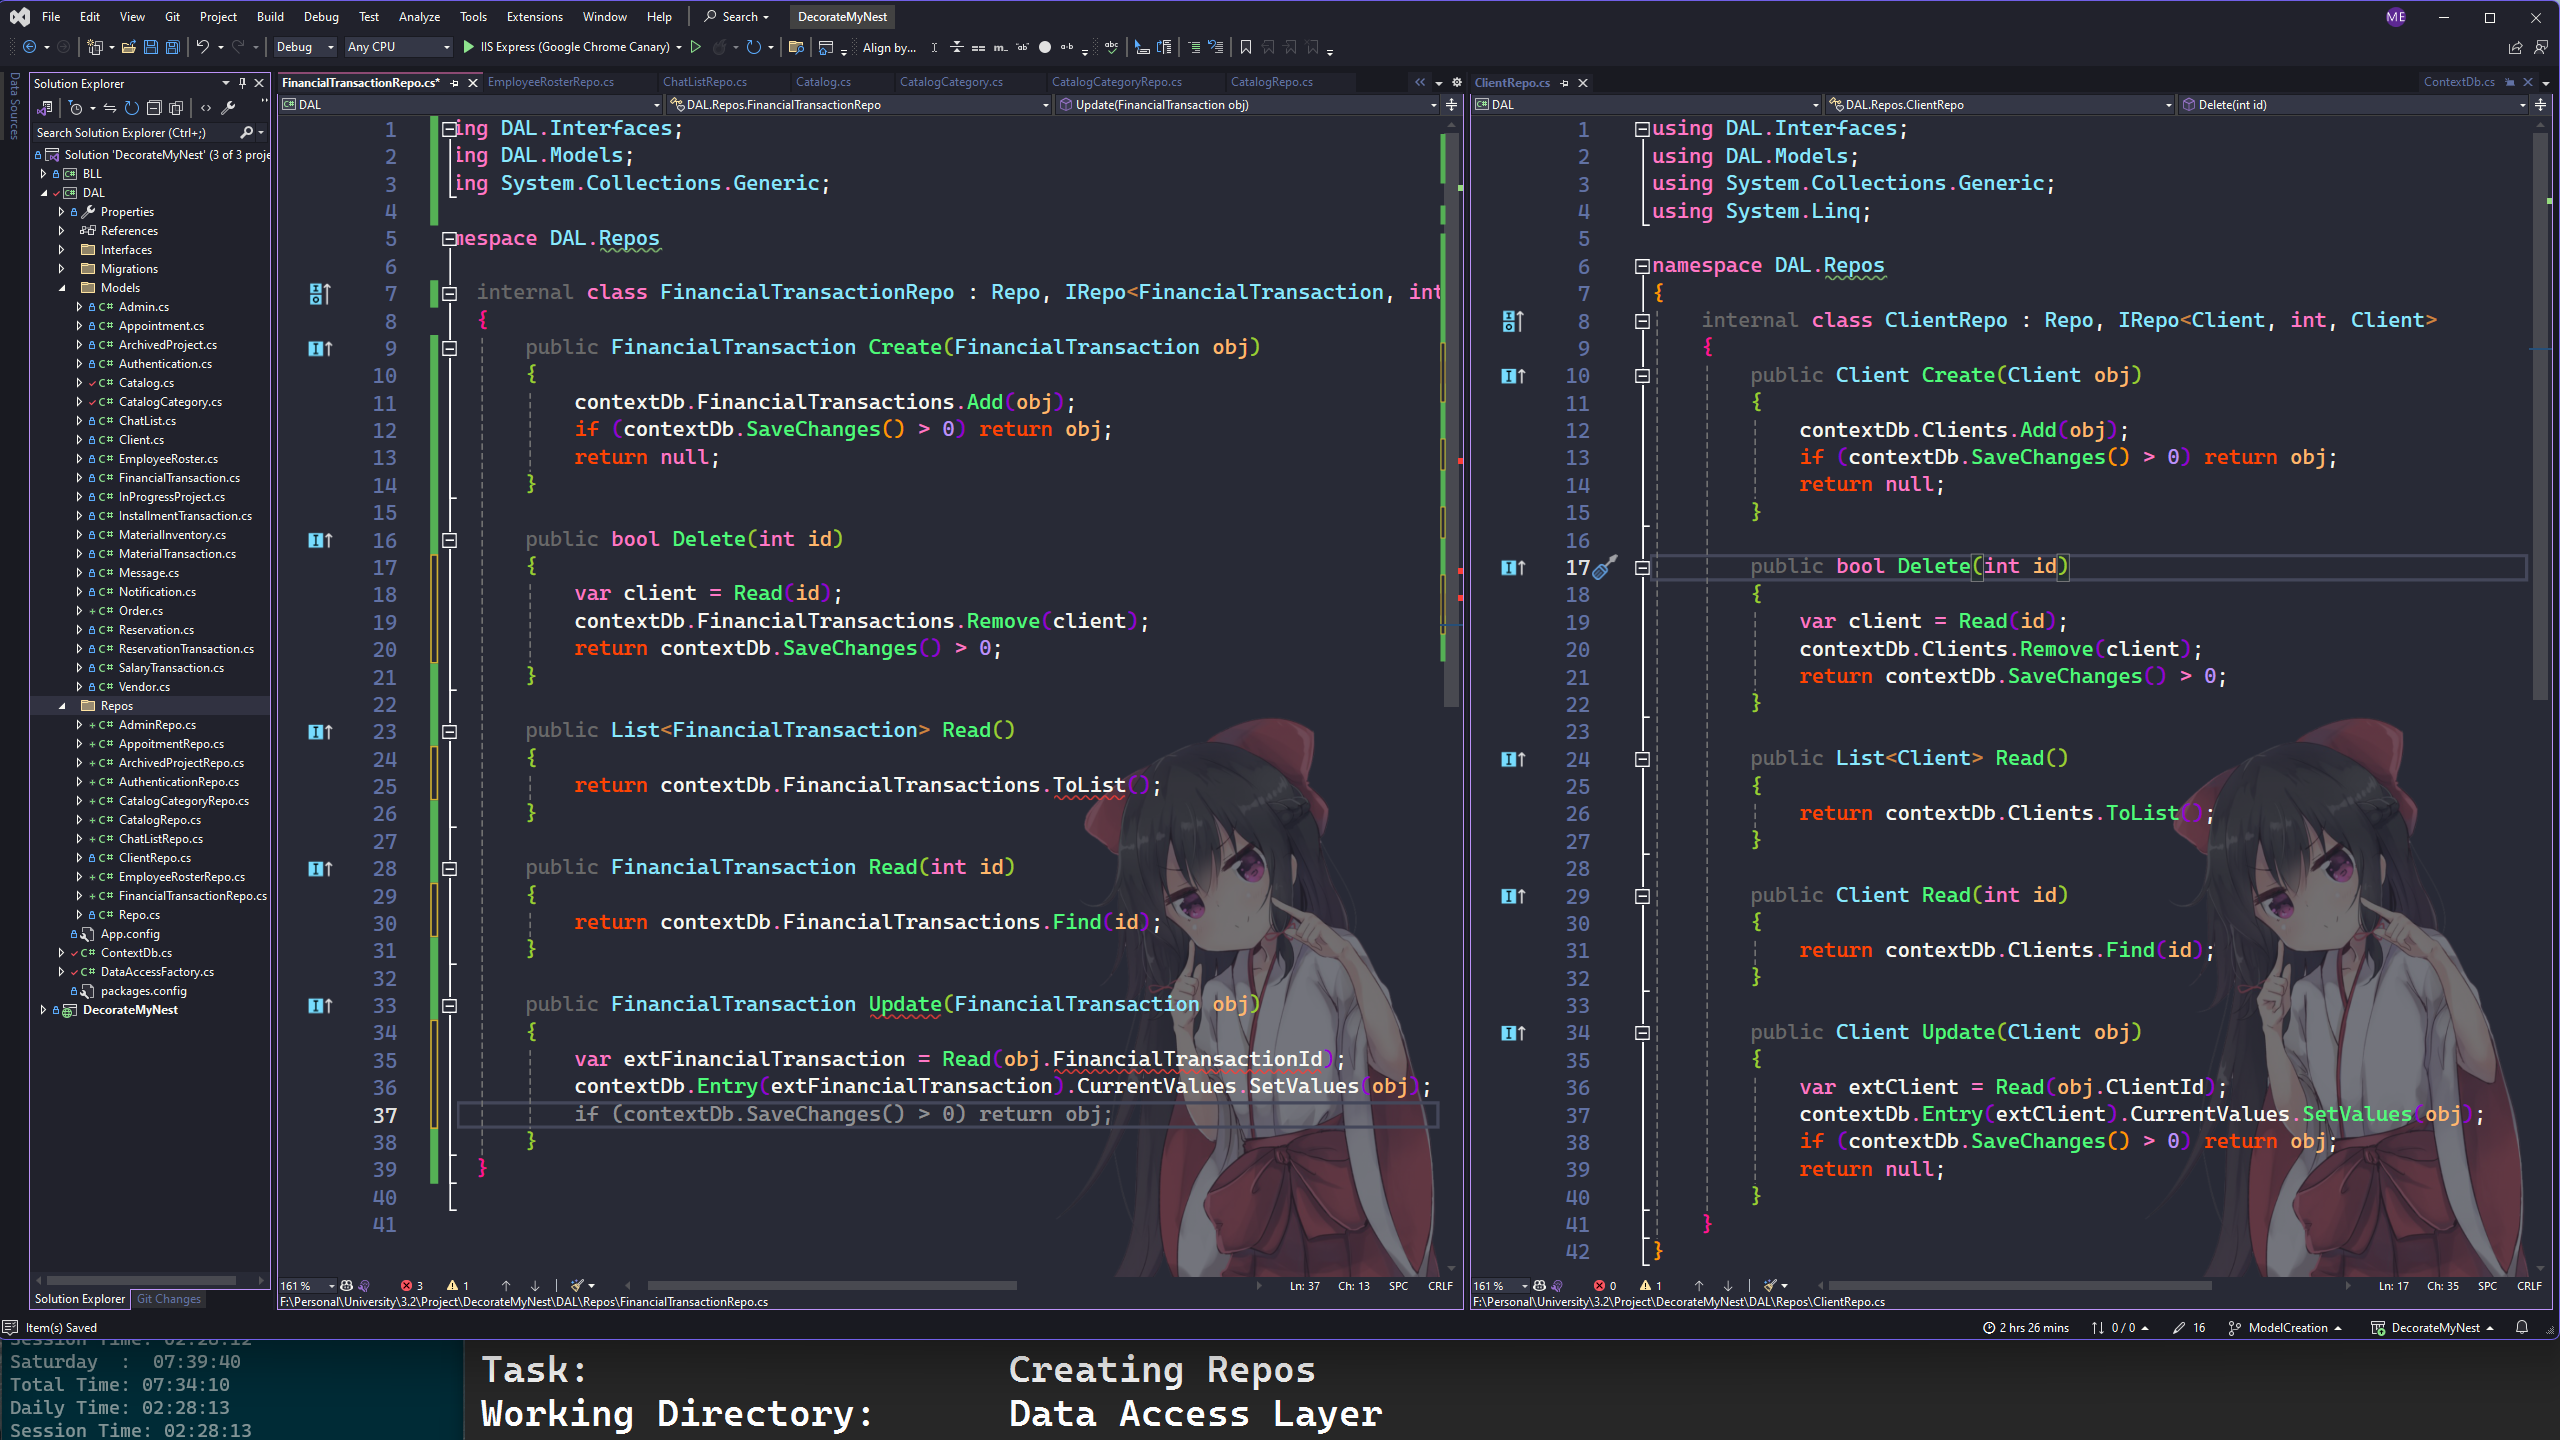 File Edit View Git Project Build Debug Test Analyze Tools Extensions Window Help Search DecorateMyNest ME
Debug Any CPU IIS Express (Google Chrome Canary) Align by...
Data Sources
Solution Explorer
Search Solution Explorer (Ctrl+;)
Solution 'DecorateMyNest' (3 of 3 proje
BLL
DAL
Properties
References
Interfaces
Migrations
Models
Admin.cs
Appointment.cs
ArchivedProject.cs
Authentication.cs
Catalog.cs
CatalogCategory.cs
ChatList.cs
Client.cs
EmployeeRoster.cs
FinancialTransaction.cs
InProgressProject.cs
InstallmentTransaction.cs
MaterialInventory.cs
MaterialTransaction.cs
Message.cs
Notification.cs
Order.cs
Reservation.cs
ReservationTransaction.cs
SalaryTransaction.cs
Vendor.cs
Repos
AdminRepo.cs
AppoitmentRepo.cs
ArchivedProjectRepo.cs
AuthenticationRepo.cs
CatalogCategoryRepo.cs
CatalogRepo.cs
ChatListRepo.cs
ClientRepo.cs
EmployeeRosterRepo.cs
FinancialTransactionRepo.cs
Repo.cs
App.config
ContextDb.cs
DataAccessFactory.cs
packages.config
DecorateMyNest
Solution Explorer Git Changes
FinancialTransactionRepo.cs* EmployeeRosterRepo.cs ChatListRepo.cs Catalog.cs CatalogCategory.cs CatalogCategoryRepo.cs CatalogRepo.cs
DAL DAL.Repos.FinancialTransactionRepo Update(FinancialTransaction obj)
1 ing DAL.Interfaces;
2 ing DAL.Models;
3 ing System.Collections.Generic;
4
5 mespace DAL.Repos
6
7 internal class FinancialTransactionRepo : Repo, IRepo<FinancialTransaction, int
8 {
9 public FinancialTransaction Create(FinancialTransaction obj)
10 {
11 contextDb.FinancialTransactions.Add(obj);
12 if (contextDb.SaveChanges() > 0) return obj;
13 return null;
14 }
15
16 public bool Delete(int id)
17 {
18 var client = Read(id);
19 contextDb.FinancialTransactions.Remove(client);
20 return contextDb.SaveChanges() > 0;
21 }
22
23 public List<FinancialTransaction> Read()
24 {
25 return contextDb.FinancialTransactions.ToList();
26 }
27
28 public FinancialTransaction Read(int id)
29 {
30 return contextDb.FinancialTransactions.Find(id);
31 }
32
33 public FinancialTransaction Update(FinancialTransaction obj)
34 {
35 var extFinancialTransaction = Read(obj.FinancialTransactionId);
36 contextDb.Entry(extFinancialTransaction).CurrentValues.SetValues(obj);
37 if (contextDb.SaveChanges() > 0) return obj;
38 }
39 }
40
41
161 % 3 1 Ln: 37 Ch: 13 SPC CRLF
F:\Personal\University\3.2\Project\DecorateMyNest\DAL\Repos\FinancialTransactionRepo.cs
ClientRepo.cs ContextDb.cs
DAL DAL.Repos.ClientRepo Delete(int id)
1 using DAL.Interfaces;
2 using DAL.Models;
3 using System.Collections.Generic;
4 using System.Linq;
5
6 namespace DAL.Repos
7 {
8 internal class ClientRepo : Repo, IRepo<Client, int, Client>
9 {
10 public Client Create(Client obj)
11 {
12 contextDb.Clients.Add(obj);
13 if (contextDb.SaveChanges() > 0) return obj;
14 return null;
15 }
16
17 public bool Delete(int id)
18 {
19 var client = Read(id);
20 contextDb.Clients.Remove(client);
21 return contextDb.SaveChanges() > 0;
22 }
23
24 public List<Client> Read()
25 {
26 return contextDb.Clients.ToList();
27 }
28
29 public Client Read(int id)
30 {
31 return contextDb.Clients.Find(id);
32 }
33
34 public Client Update(Client obj)
35 {
36 var extClient = Read(obj.ClientId);
37 contextDb.Entry(extClient).CurrentValues.SetValues(obj);
38 if (contextDb.SaveChanges() > 0) return obj;
39 return null;
40 }
41 }
42 }
161 % 0 1 Ln: 17 Ch: 35 SPC CRLF
F:\Personal\University\3.2\Project\DecorateMyNest\DAL\Repos\ClientRepo.cs
Item(s) Saved 2 hrs 26 mins 0 / 0 16 ModelCreation DecorateMyNest
Session Time: 02:28:12
Saturday : 07:39:40
Total Time: 07:34:10
Daily Time: 02:28:13
Session Time: 02:28:13
Task: Creating Repos
Working Directory: Data Access Layer